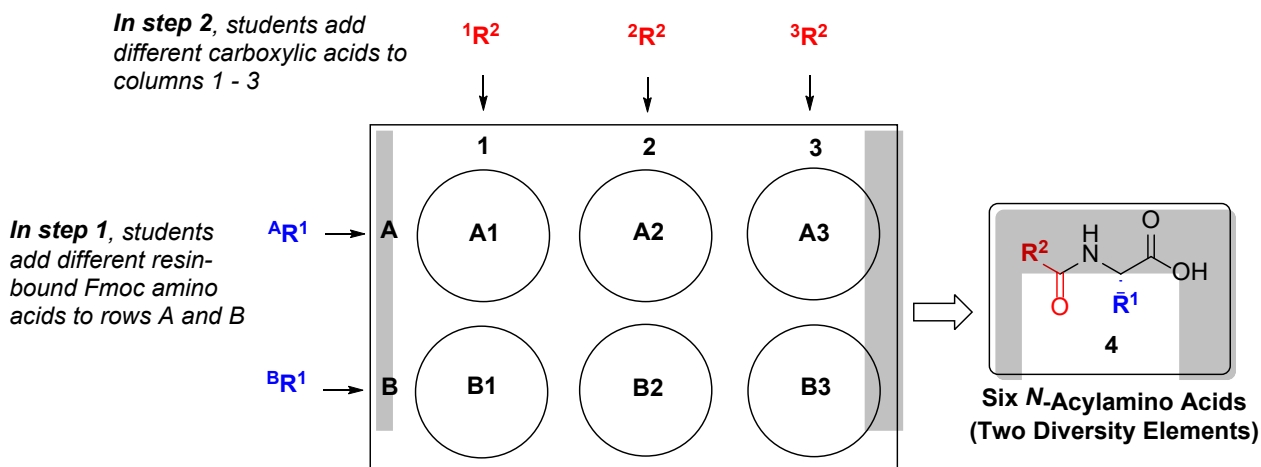 In step 2, students add
different carboxylic acids to
columns 1 - 3
¹R² ²R² ³R²
1 2 3
In step 1, students
add different resin-
bound Fmoc amino
acids to rows A and B
ᴬR¹ A A1 A2 A3
ᴮR¹ B B1 B2 B3
H O
R² N OH
O R¹
4
Six N-Acylamino Acids
(Two Diversity Elements)